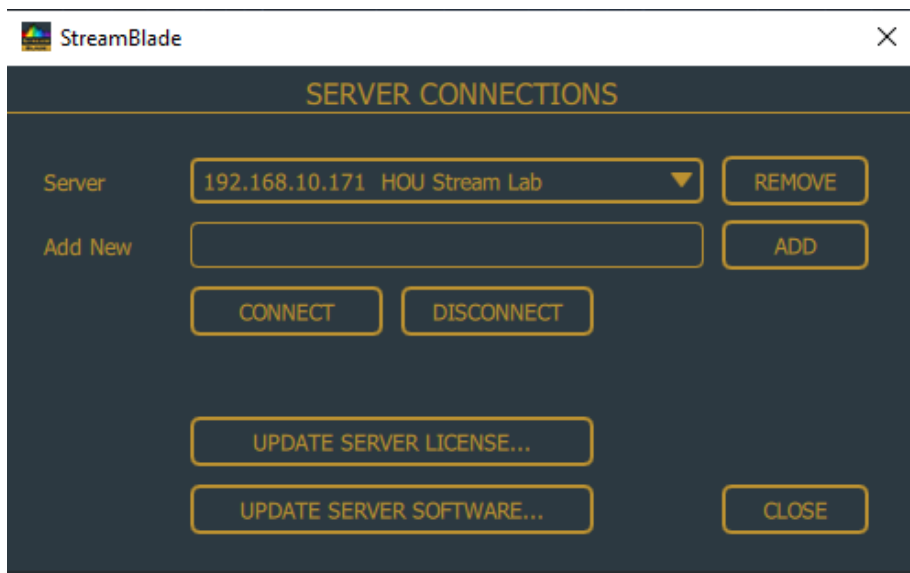 StreamBlade
SERVER CONNECTIONS
Server 192.168.10.171 HOU Stream Lab REMOVE
Add New ADD
CONNECT DISCONNECT
UPDATE SERVER LICENSE...
UPDATE SERVER SOFTWARE... CLOSE